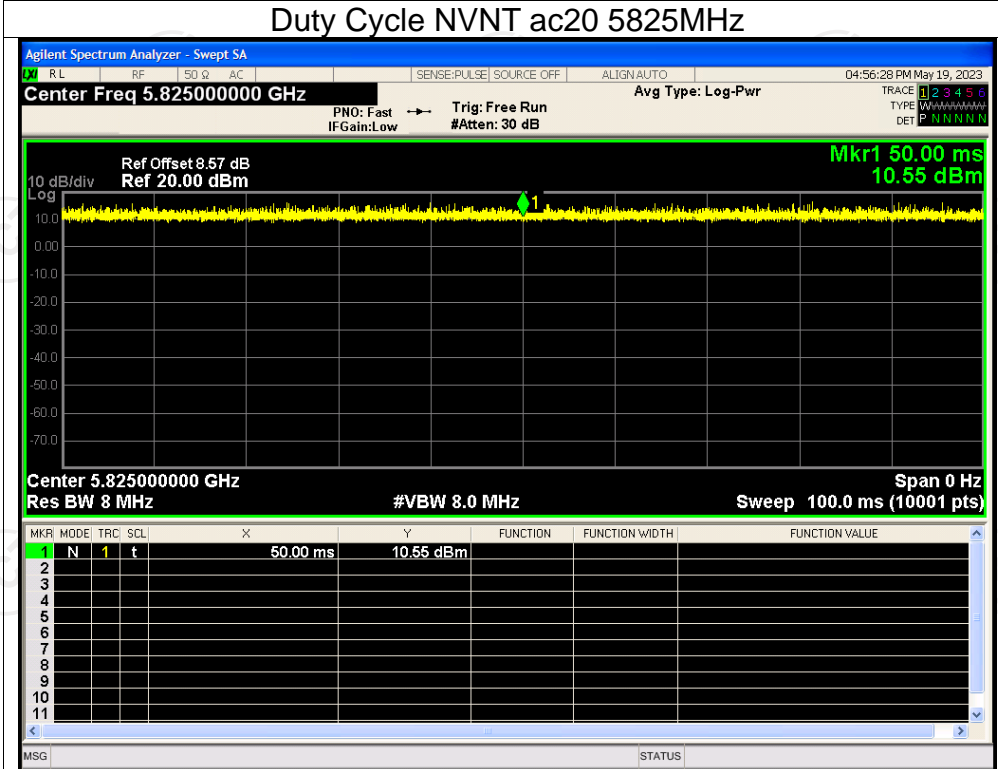 Duty Cycle NVNT ac20 5825MHz
Agilent Spectrum Analyzer - Swept SA
LXI RL RF 50 Ω AC SENSE:PULSE SOURCE OFF ALIGN AUTO 04:56:28 PM May 19, 2023
Center Freq 5.825000000 GHz PNO: Fast Trig: Free Run Avg Type: Log-Pwr TRACE 1 2 3 4 5 6
TYPE W
IFGain:Low #Atten: 30 dB DET P N N N N N
Mkr1 50.00 ms
10.55 dBm
Ref Offset 8.57 dB
10 dB/div Ref 20.00 dBm
Log
1
10.0
0.00
-10.0
-20.0
-30.0
-40.0
-50.0
-60.0
-70.0
Center 5.825000000 GHz Span 0 Hz
Res BW 8 MHz #VBW 8.0 MHz Sweep 100.0 ms (10001 pts)
MKR MODE TRC SCL X Y FUNCTION FUNCTION WIDTH FUNCTION VALUE
1 N 1 t 50.00 ms 10.55 dBm
2
3
4
5
6
7
8
9
10
11
MSG STATUS